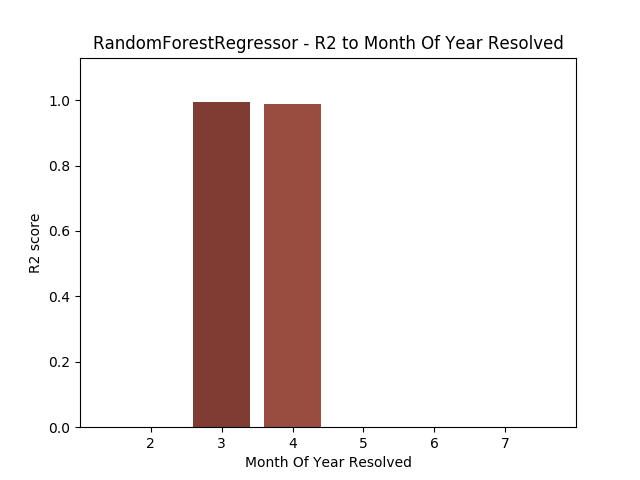 RandomForestRegressor - R2 to Month Of Year Resolved
1.0
0.8
0.6
0.4
0.2
0.0
R2 score
2 3 4 5 6 7
Month Of Year Resolved